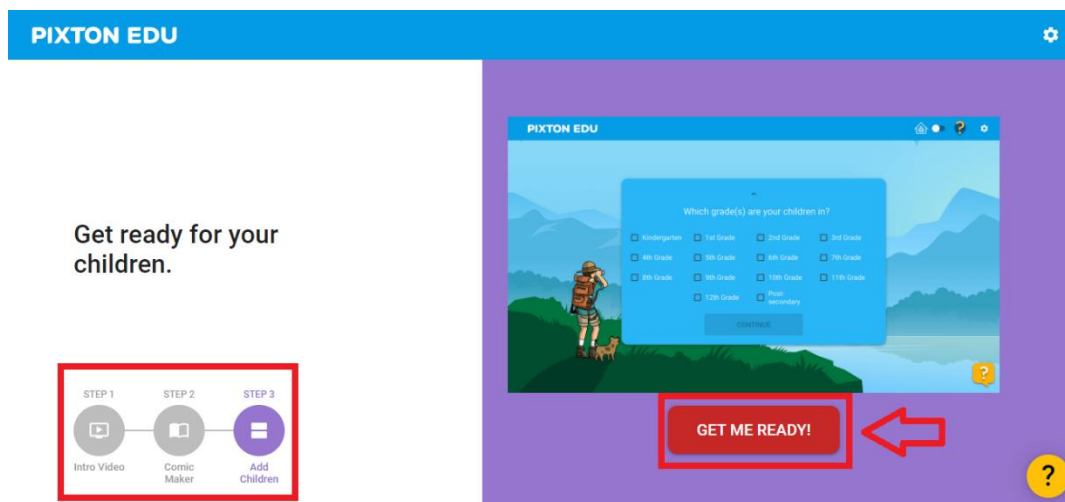 PIXTON EDU
Get ready for your
children.
STEP 1 STEP 2 STEP 3
Intro Video Comic Maker Add Children
PIXTON EDU
?
Which grade(s) are your children in?
Kindergarten 1st Grade 2nd Grade 3rd Grade
4th Grade 5th Grade 6th Grade 7th Grade
8th Grade 9th Grade 10th Grade 11th Grade
12th Grade Post-secondary
CONTINUE
?
GET ME READY!
?